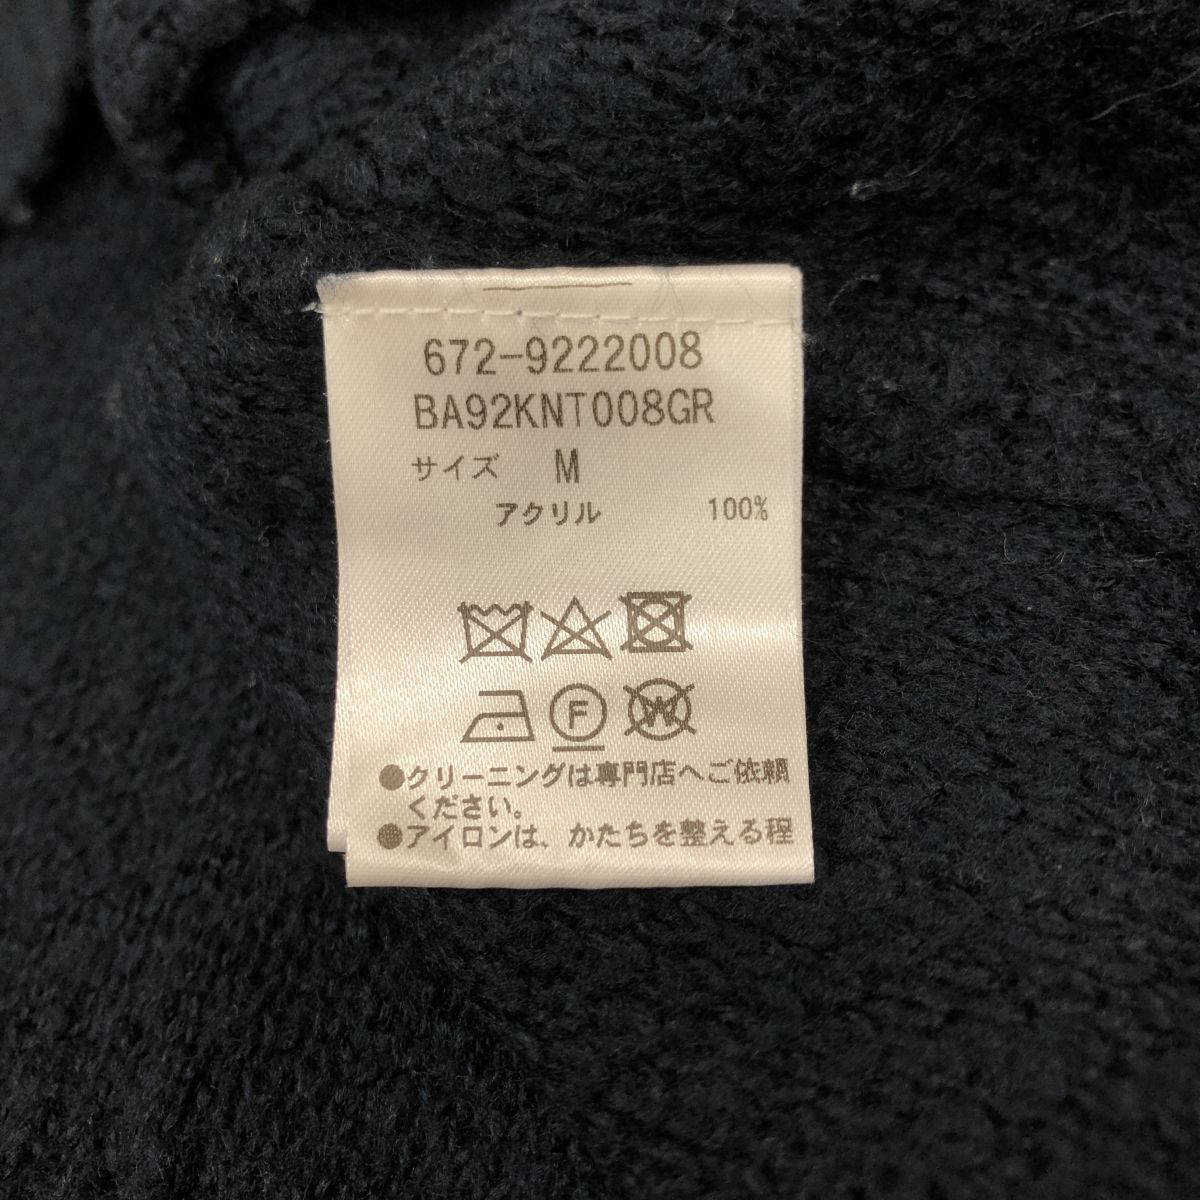 672-9222008
BA92KNT008GR
サイズ M
アクリル 100%
F
W
●クリーニングは専門店へご依頼
ください。
●アイロンは、かたちを整える程